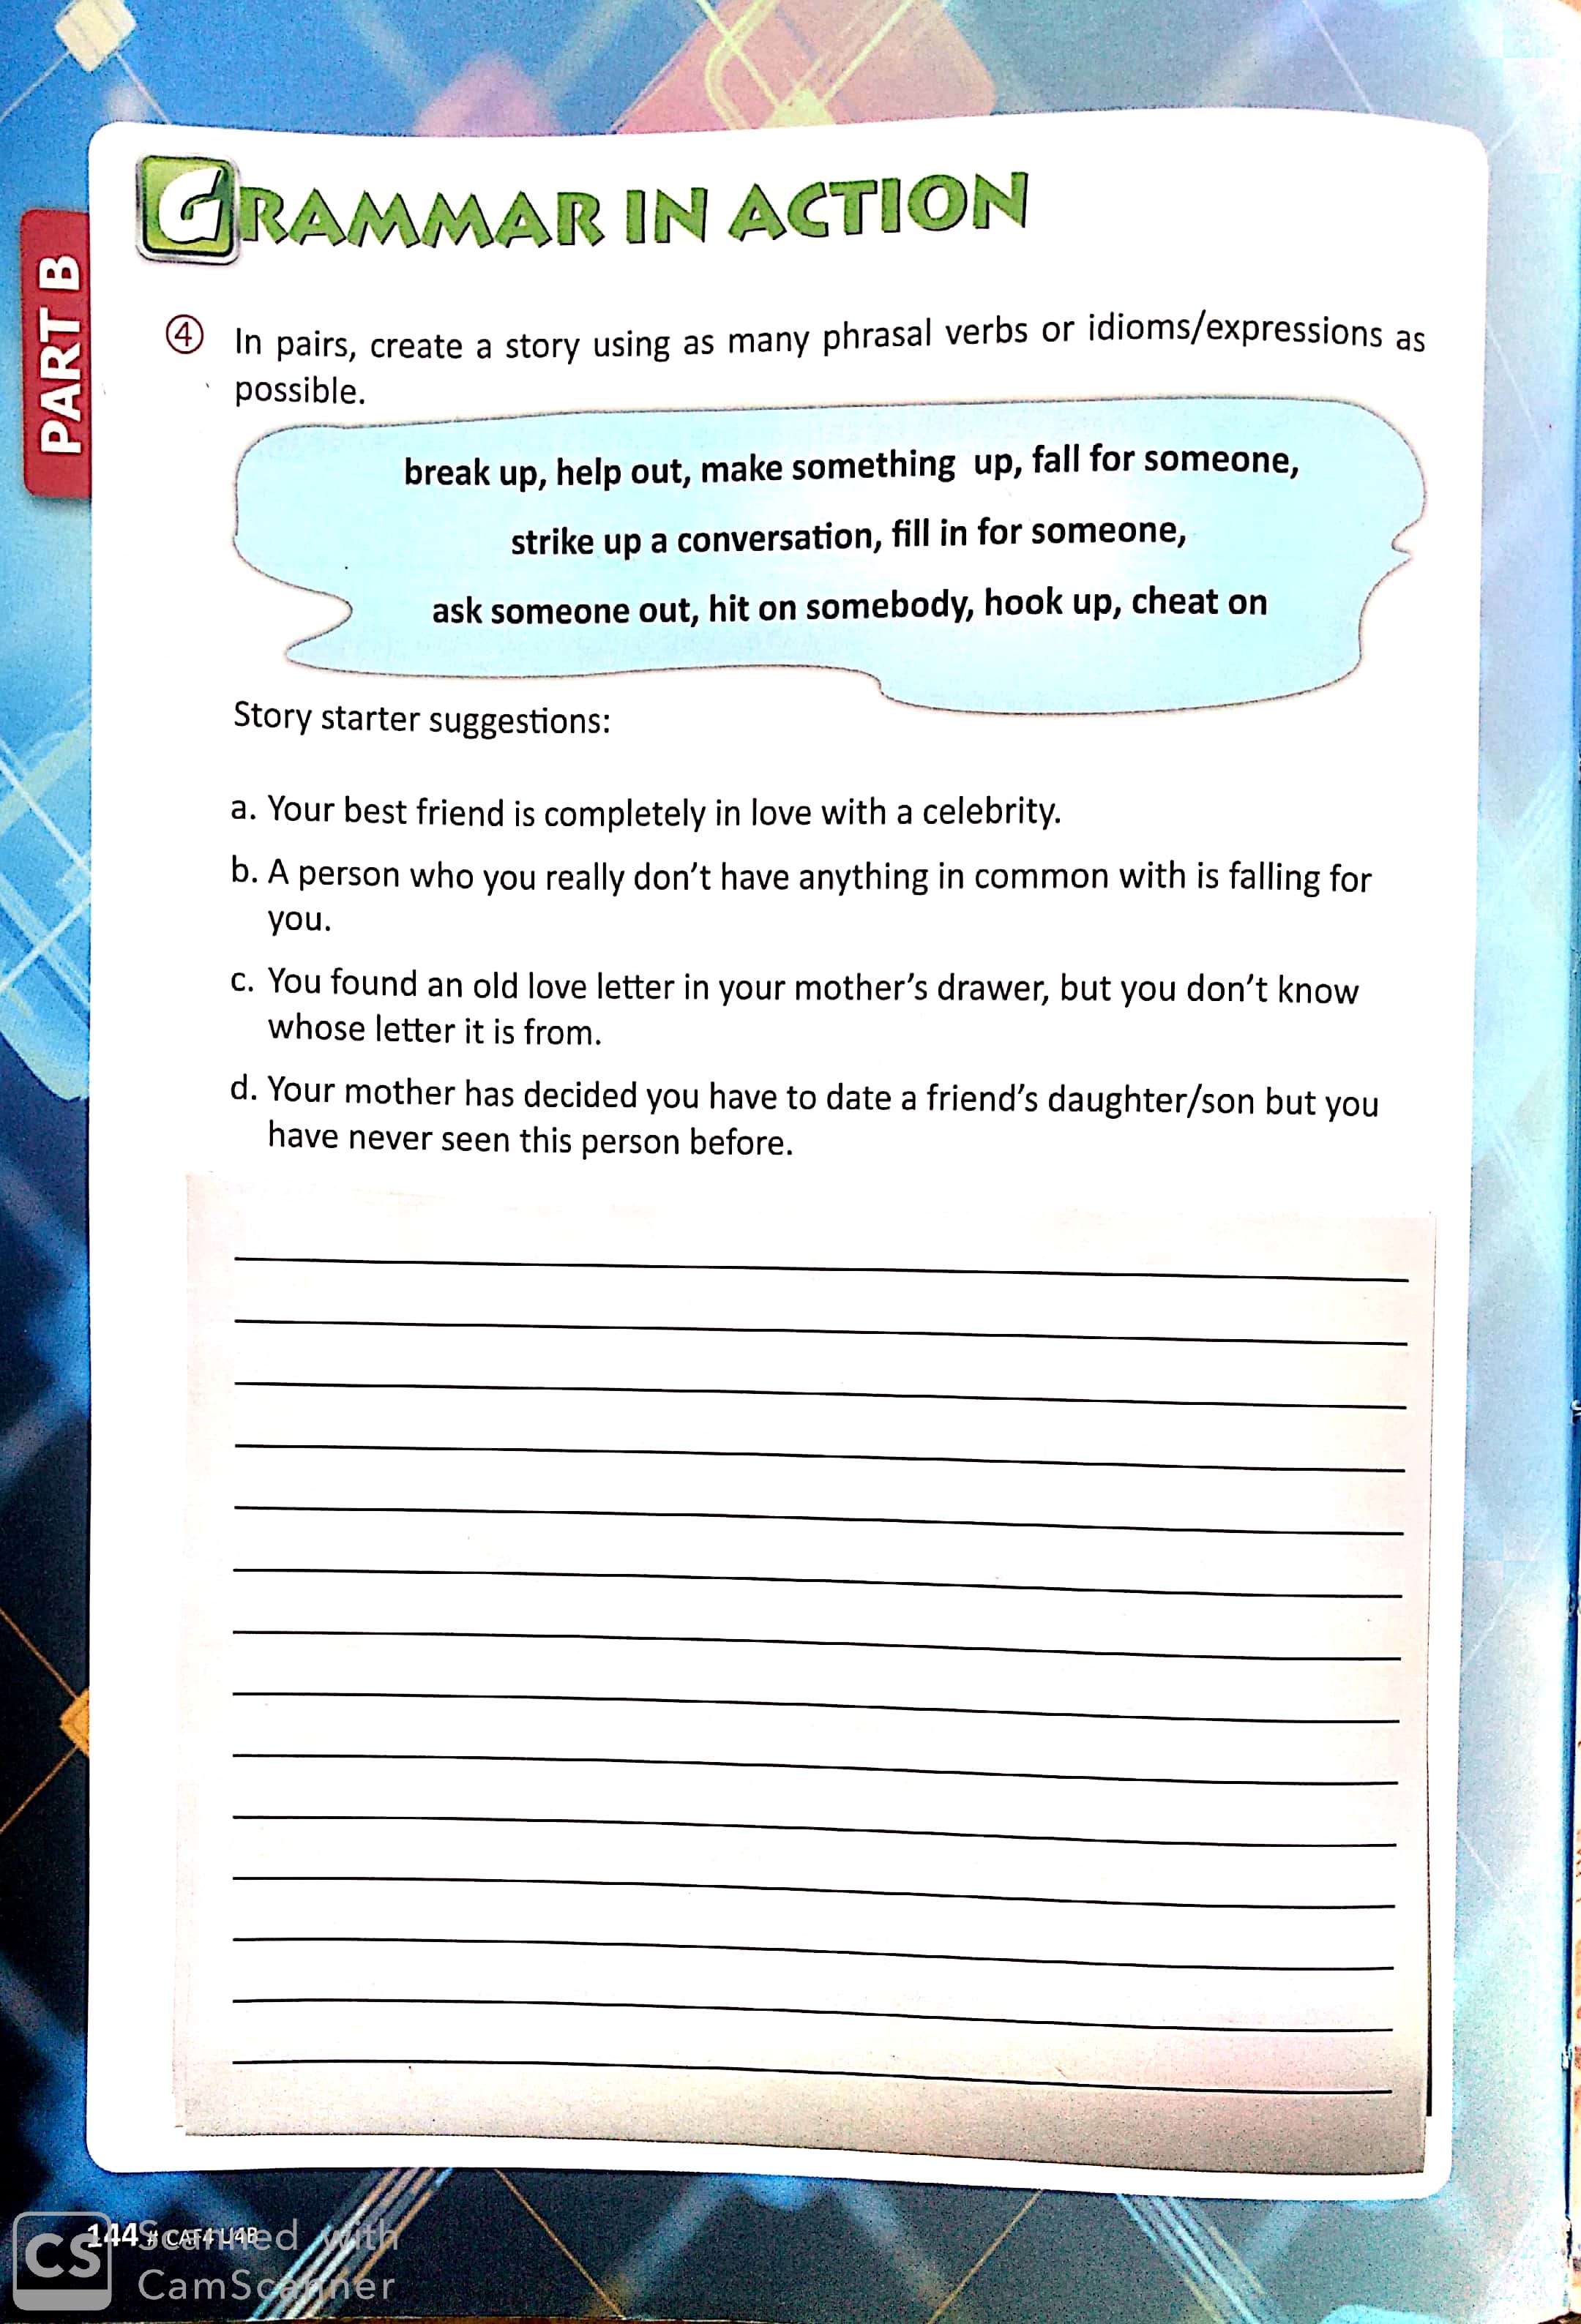 PART B
GRAMMAR IN ACTION
④ In pairs, create a story using as many phrasal verbs or idioms/expressions as
possible.
break up, help out, make something up, fall for someone,
strike up a conversation, fill in for someone,
ask someone out, hit on somebody, hook up, cheat on
Story starter suggestions:
a. Your best friend is completely in love with a celebrity.
b. A person who you really don't have anything in common with is falling for
you.
c. You found an old love letter in your mother's drawer, but you don't know
whose letter it is from.
d. Your mother has decided you have to date a friend's daughter/son but you
have never seen this person before.
144 # CAF4 U4B
CS Scanned with
CamScanner